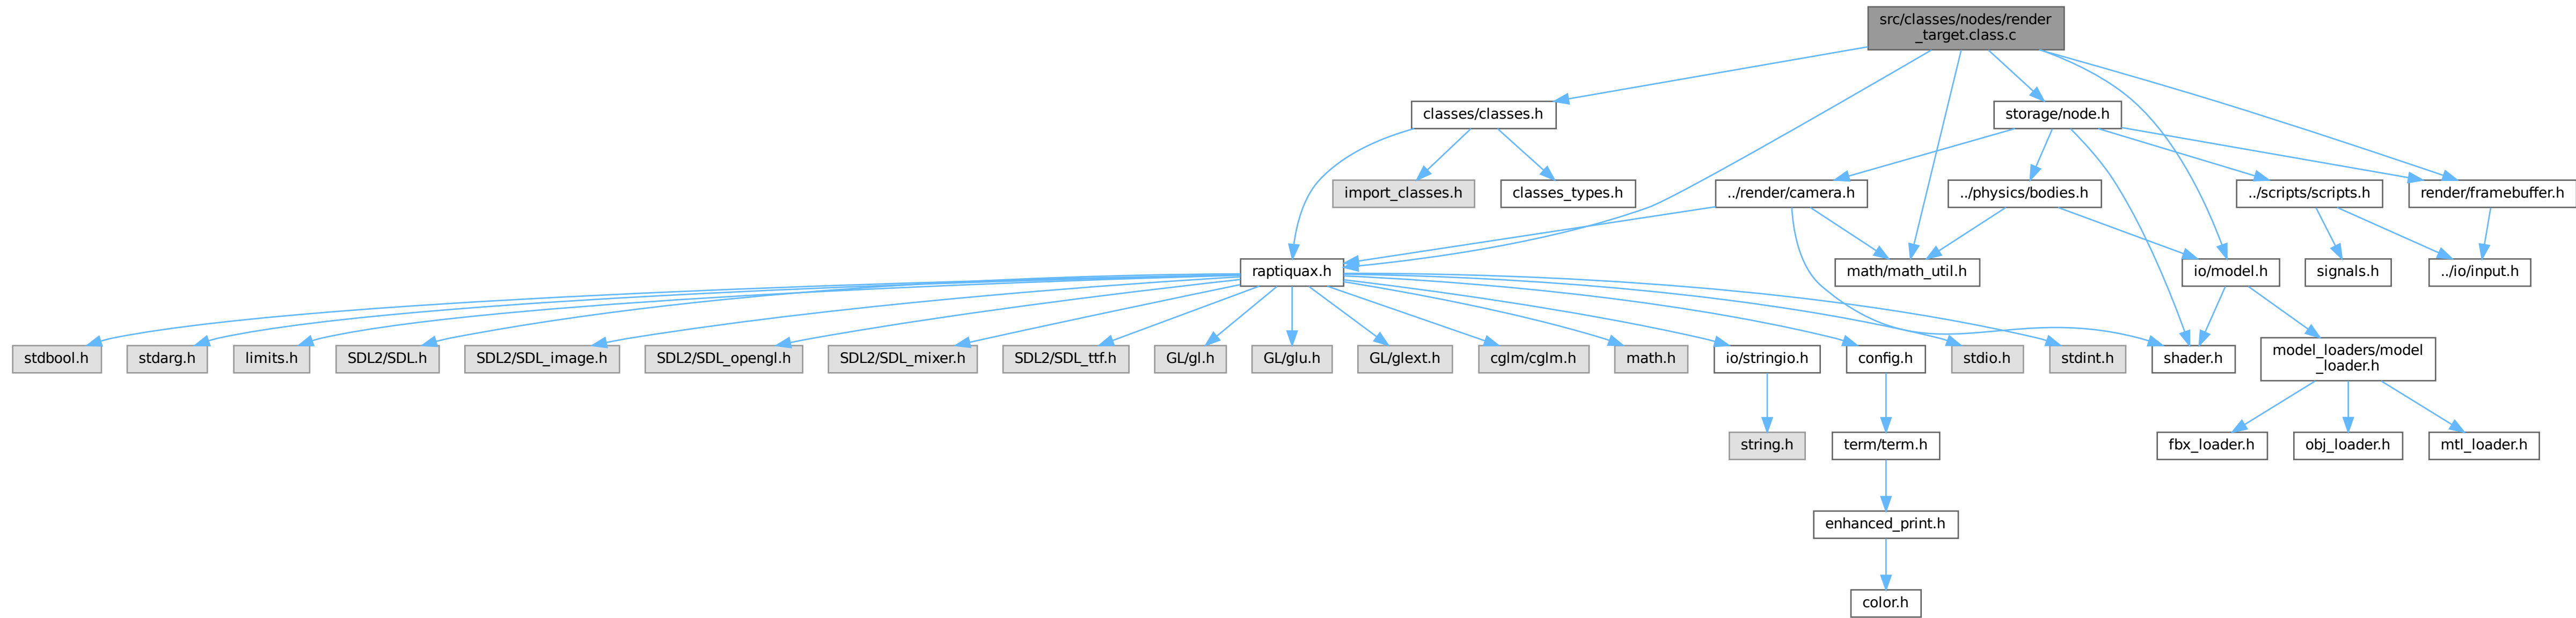 src/classes/nodes/render
_target.class.c
classes/classes.h
storage/node.h
import_classes.h
classes_types.h
../render/camera.h
../physics/bodies.h
../scripts/scripts.h
render/framebuffer.h
raptiquax.h
math/math_util.h
io/model.h
signals.h
../io/input.h
stdbool.h
stdarg.h
limits.h
SDL2/SDL.h
SDL2/SDL_image.h
SDL2/SDL_opengl.h
SDL2/SDL_mixer.h
SDL2/SDL_ttf.h
GL/gl.h
GL/glu.h
GL/glext.h
cglm/cglm.h
math.h
io/stringio.h
config.h
stdio.h
stdint.h
shader.h
model_loaders/model
_loader.h
string.h
term/term.h
fbx_loader.h
obj_loader.h
mtl_loader.h
enhanced_print.h
color.h